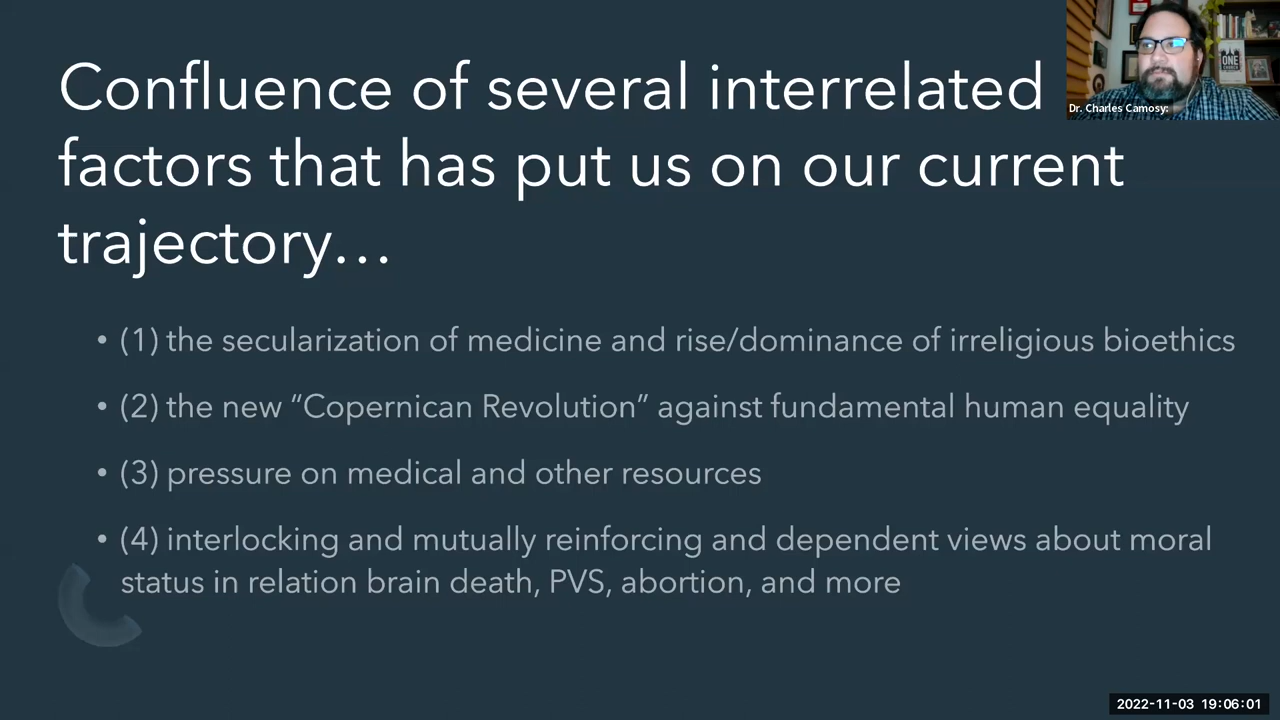 Confluence of several interrelated
factors that has put us on our current
trajectory…
• (1) the secularization of medicine and rise/dominance of irreligious bioethics
• (2) the new “Copernican Revolution” against fundamental human equality
• (3) pressure on medical and other resources
• (4) interlocking and mutually reinforcing and dependent views about moral
status in relation brain death, PVS, abortion, and more
ONE
Dr. Charles Camosy:
2022-11-03 19:06:01